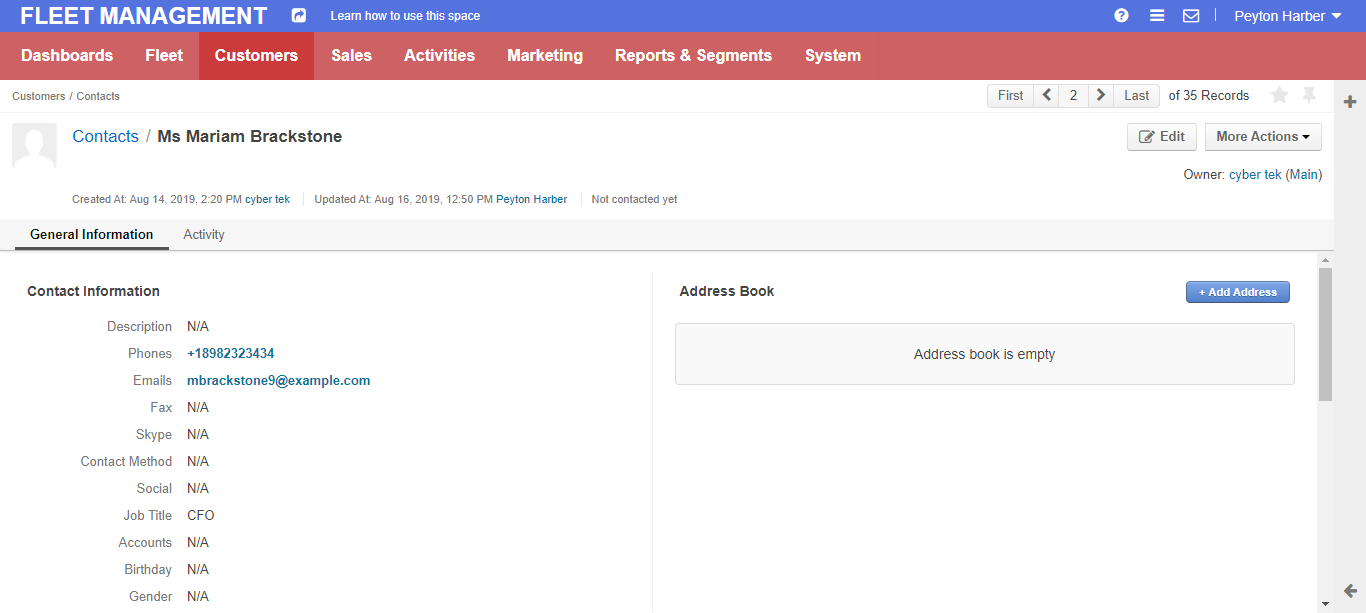 FLEET MANAGEMENT Learn how to use this space Peyton Harber
Dashboards Fleet Customers Sales Activities Marketing Reports & Segments System
Customers / Contacts First 2 Last of 35 Records
Contacts / Ms Mariam Brackstone Edit More Actions
Owner: cyber tek (Main)
Created At: Aug 14, 2019, 2:20 PM cyber tek Updated At: Aug 16, 2019, 12:50 PM Peyton Harber Not contacted yet
General Information Activity
Contact Information
Description N/A
Phones +18982323434
Emails mbrackstone9@example.com
Fax N/A
Skype N/A
Contact Method N/A
Social N/A
Job Title CFO
Accounts N/A
Birthday N/A
Gender N/A
Address Book + Add Address
Address book is empty